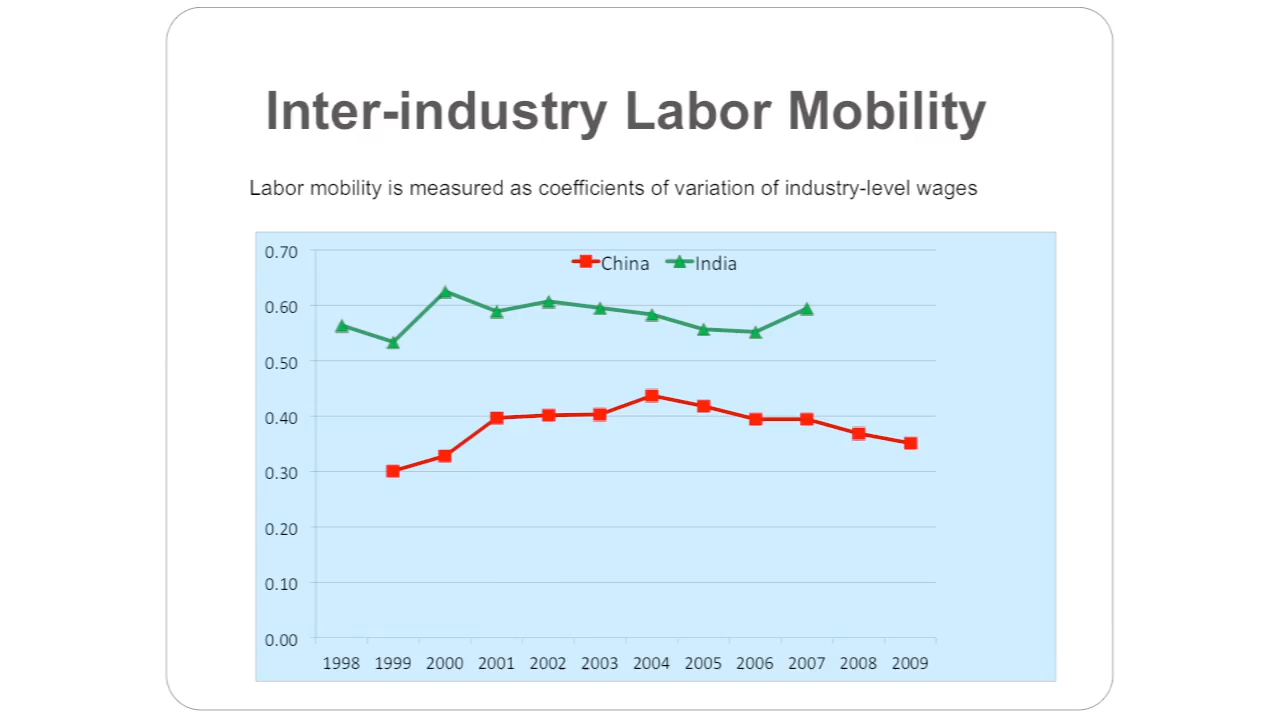 Inter-industry Labor Mobility
Labor mobility is measured as coefficients of variation of industry-level wages
China India
0.70
0.60
0.50
0.40
0.30
0.20
0.10
0.00
1998 1999 2000 2001 2002 2003 2004 2005 2006 2007 2008 2009